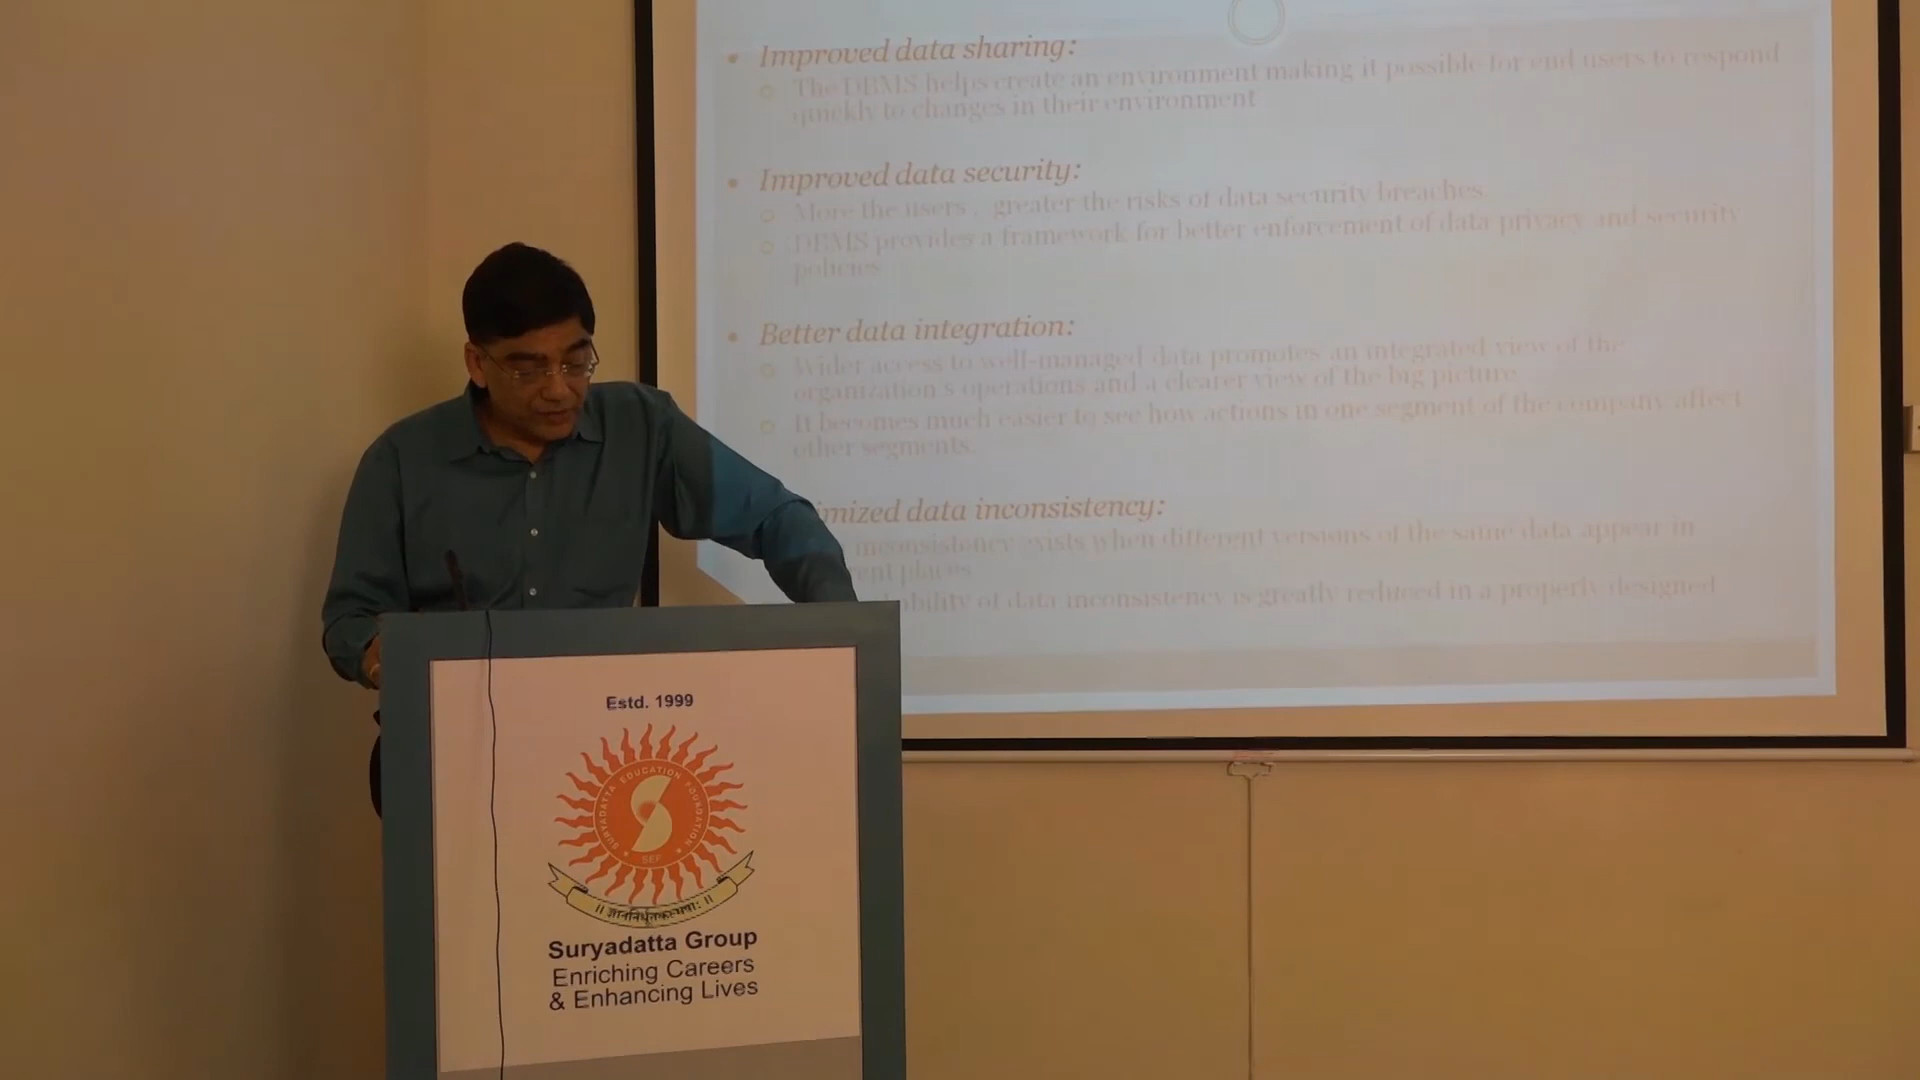 Improved data sharing:
The DBMS helps create an environment making it possible for end users to respond
quickly to changes in their environment
Improved data security:
More the users, greater the risks of data security breaches.
DBMS provides a framework for better enforcement of data privacy and security
policies
Better data integration:
Wider access to well-managed data promotes an integrated view of the
organization's operations and a clearer view of the big picture
It becomes much easier to see how actions in one segment of the company affect
other segments.
imized data inconsistency:
inconsistency exists when different versions of the same data appear in
rent places
bility of data inconsistency is greatly reduced in a properly designed
Estd. 1999
SURYADATTA EDUCATION FOUNDATION
SEF
Suryadatta Group
Enriching Careers
& Enhancing Lives